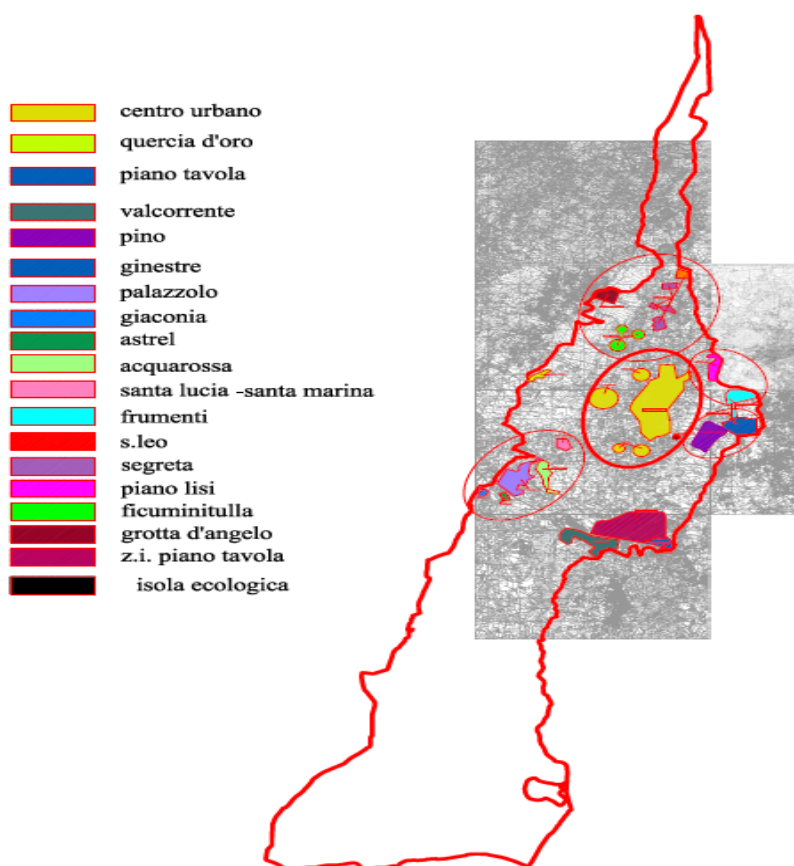 centro urbano
quercia d'oro
piano tavola
valcorrente
pino
ginestre
palazzolo
giaconia
astrel
acquarossa
santa lucia -santa marina
frumenti
s.leo
segreta
piano lisi
ficuminitulla
grotta d'angelo
z.i. piano tavola
isola ecologica